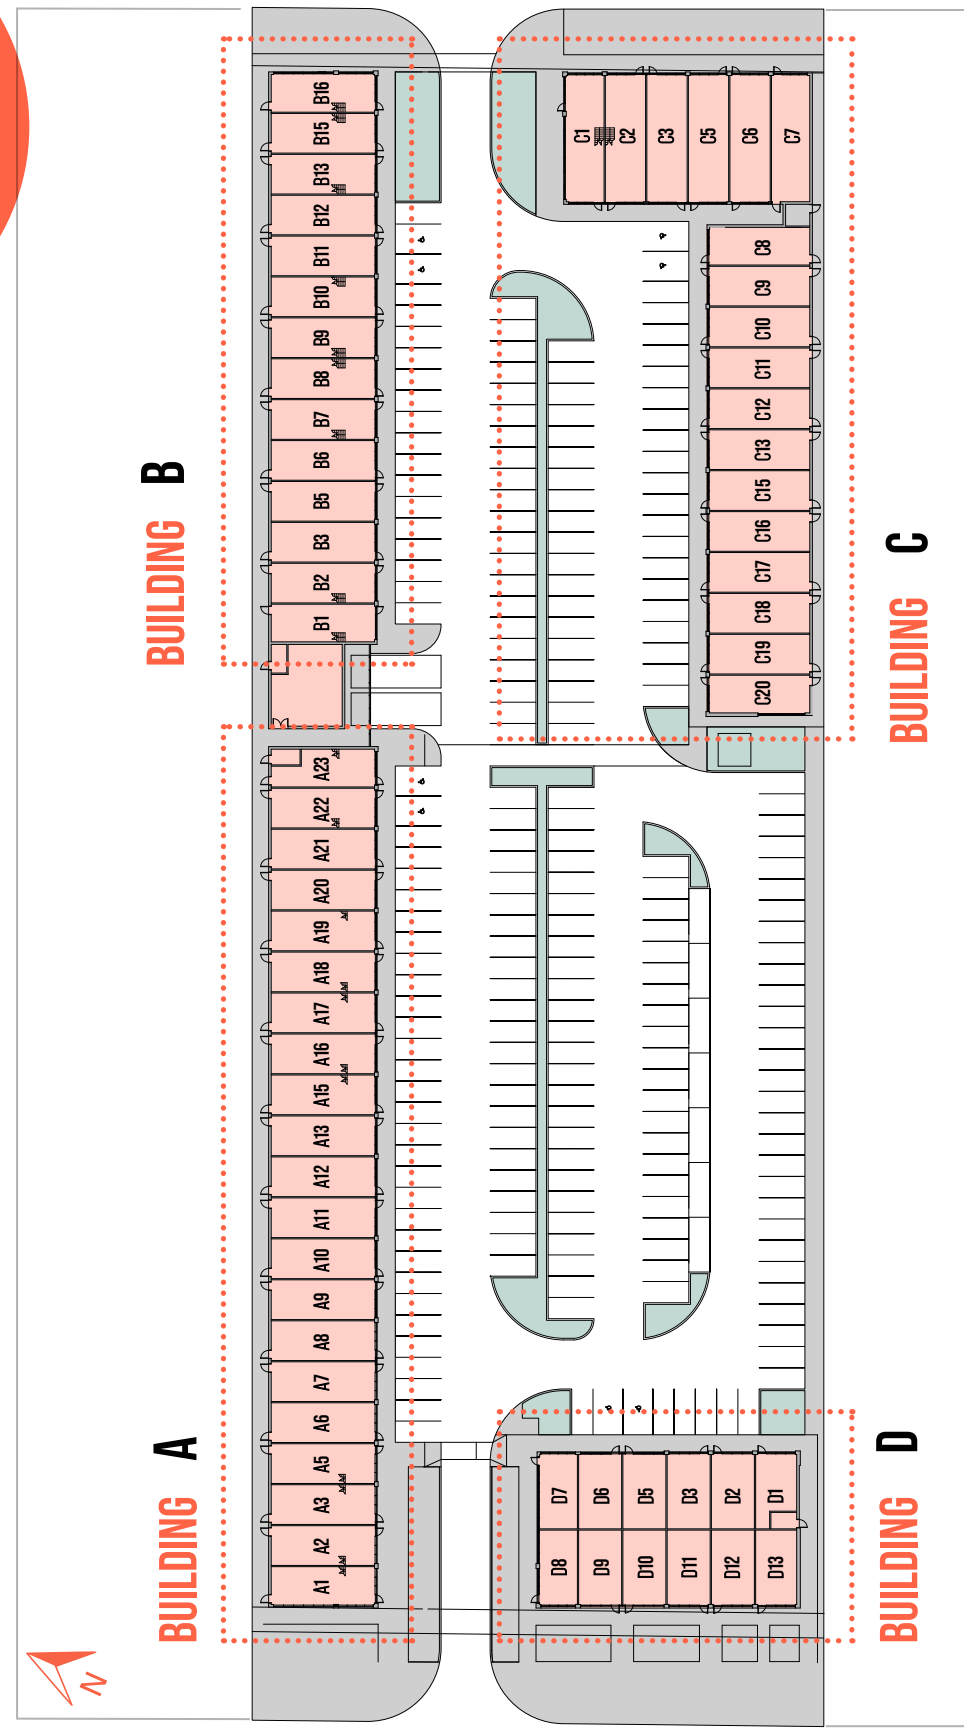 BUILDING B
B16
B15
B13
B12
B11
B10
B9
B8
B7
B6
B5
B3
B2
B1
BUILDING A
A23
A22
A21
A20
A19
A18
A17
A16
A15
A13
A12
A11
A10
A9
A8
A7
A6
A5
A3
A2
A1
BUILDING C
C1
C2
C3
C5
C6
C7
C8
C9
C10
C11
C12
C13
C15
C16
C17
C18
C19
C20
BUILDING D
D7
D6
D5
D3
D2
D1
D8
D9
D10
D11
D12
D13
N